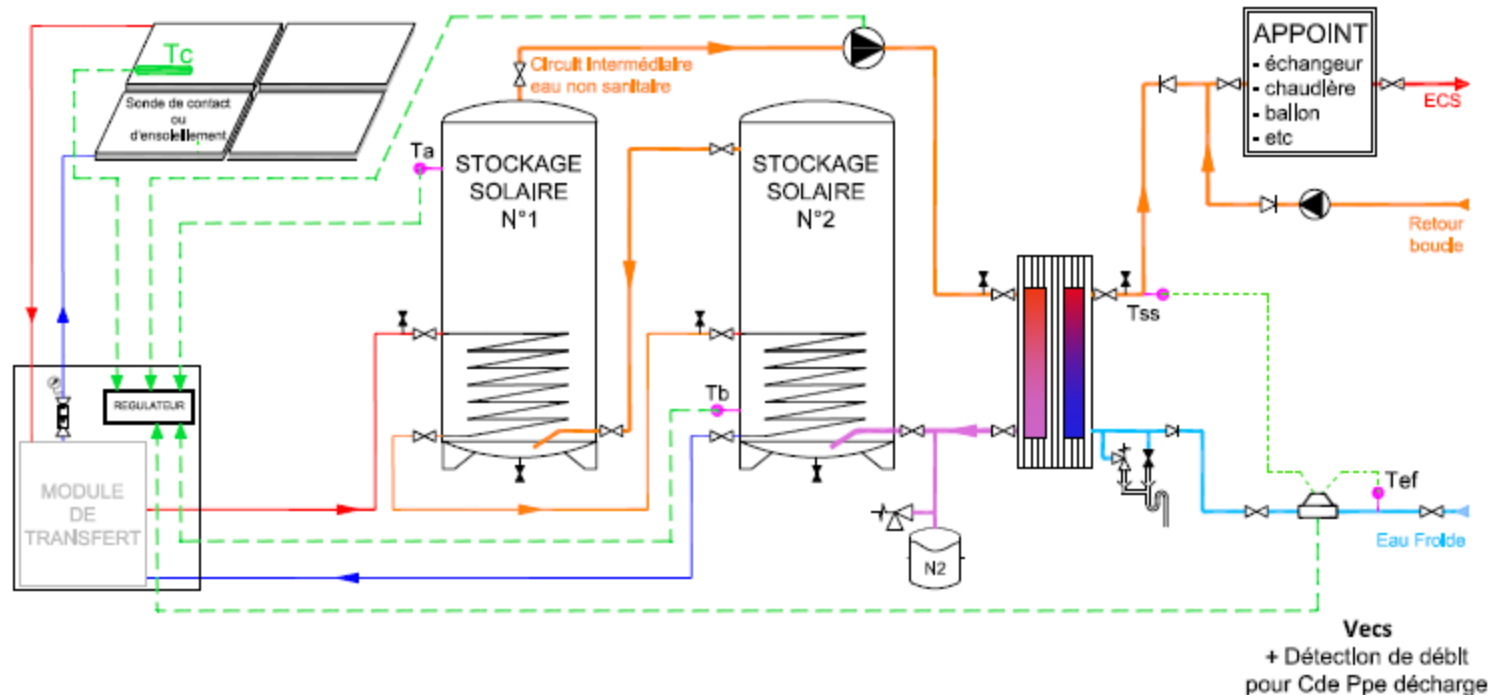 Tc
Sonde de contact
ou
d'ensoleillement
Circuit Intermédiaire
eau non sanitaire
APPOINT
- échangeur
- chaudière
- ballon
- etc
ECS
Ta
STOCKAGE
SOLAIRE
N°1
STOCKAGE
SOLAIRE
N°2
Retour
boucle
Tss
REGULATEUR
Tb
MODULE
DE
TRANSFERT
Tef
Eau Froide
N2
Vecs
+ Détection de débit
pour Cde Ppe décharge